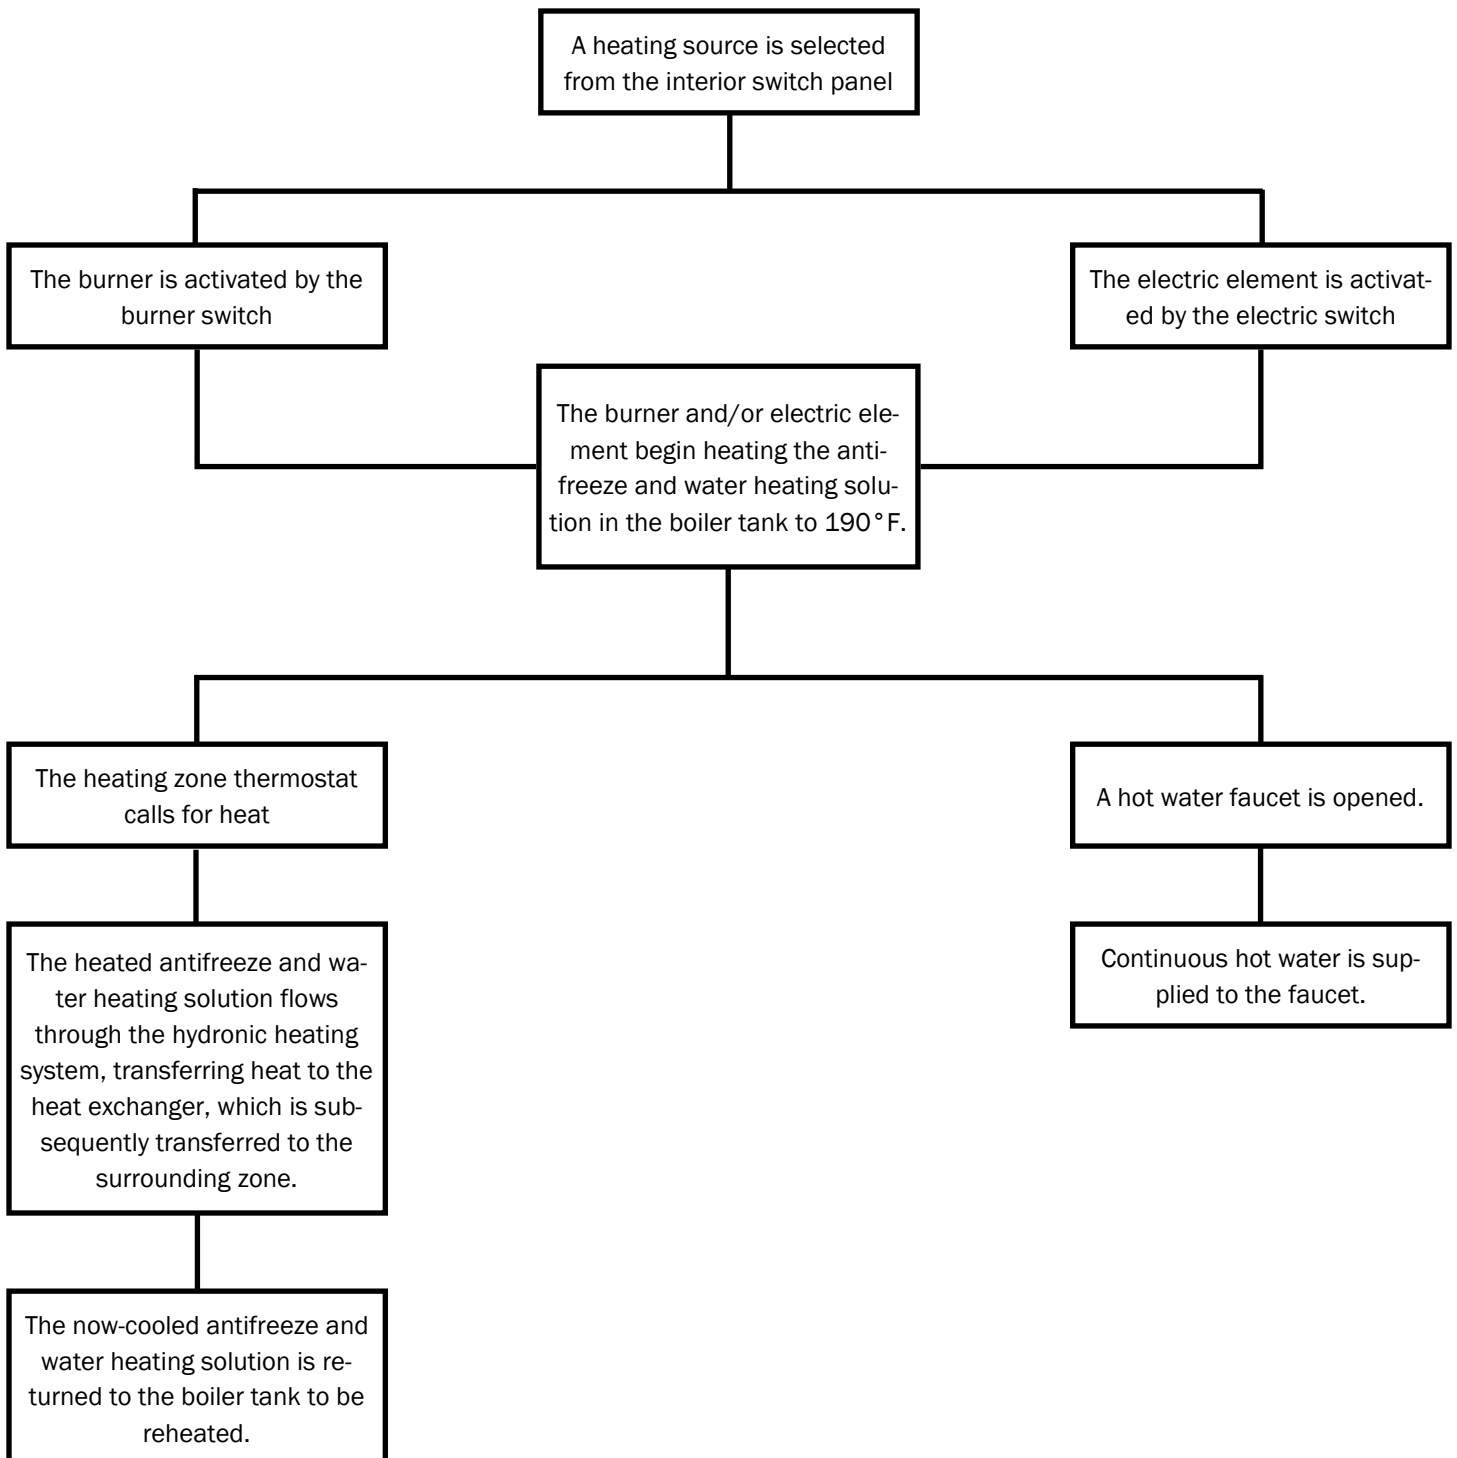 A heating source is selected
from the interior switch panel
The burner is activated by the
burner switch
The electric element is activat-
ed by the electric switch
The burner and/or electric ele-
ment begin heating the anti-
freeze and water heating solu-
tion in the boiler tank to 190°F.
The heating zone thermostat
calls for heat
A hot water faucet is opened.
The heated antifreeze and wa-
ter heating solution flows
through the hydronic heating
system, transferring heat to the
heat exchanger, which is sub-
sequently transferred to the
surrounding zone.
Continuous hot water is sup-
plied to the faucet.
The now-cooled antifreeze and
water heating solution is re-
turned to the boiler tank to be
reheated.